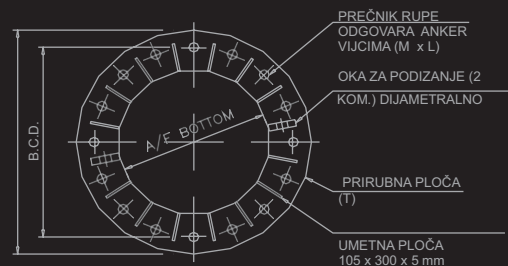 PREČNIK RUPE
ODGOVARA ANKER
VIJCIMA (M x L)
OKA ZA PODIZANJE (2
KOM.) DIJAMETRALNO
A/F BOTTOM
B.C.D.
PRIRUBNA PLOČA
(T)
UMETNA PLOČA
105 x 300 x 5 mm